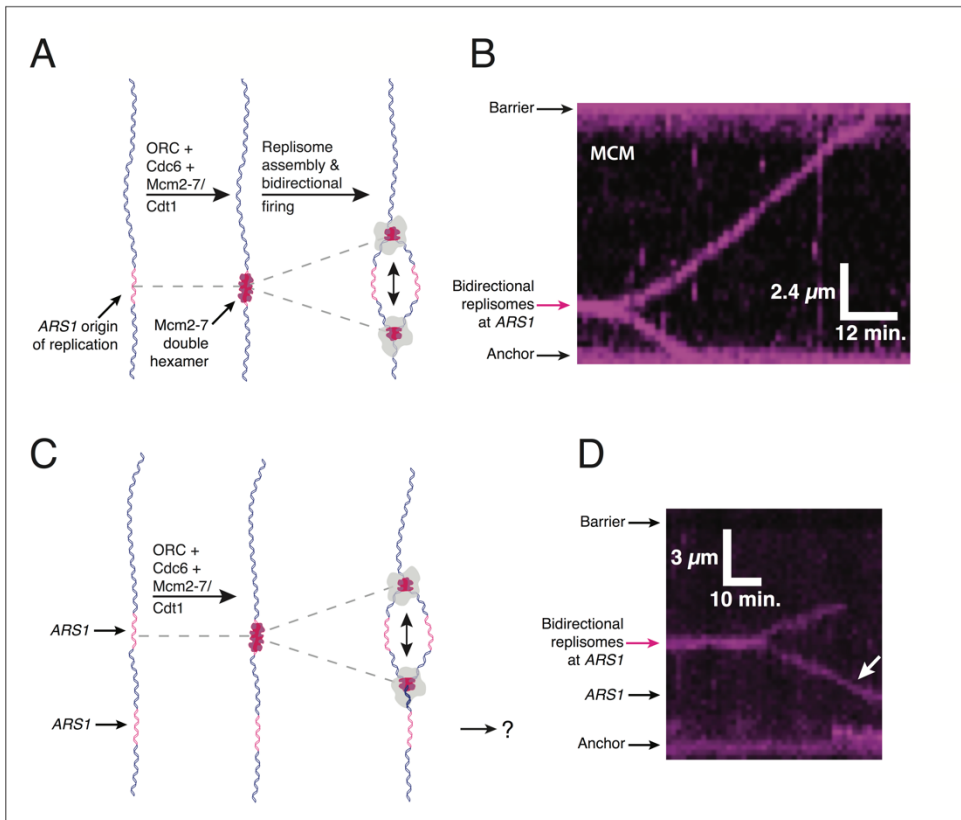 A
ORC +
Cdc6 +
Mcm2-7/
Cdt1
Replisome
assembly &
bidirectional
firing
ARS1 origin
of replication
Mcm2-7
double
hexamer
B
Barrier
MCM
Bidirectional
replisomes
at ARS1
2.4 µm
12 min.
Anchor
C
ORC +
Cdc6 +
Mcm2-7/
Cdt1
ARS1
ARS1
?
D
Barrier
3 µm
10 min.
Bidirectional
replisomes
at ARS1
ARS1
Anchor